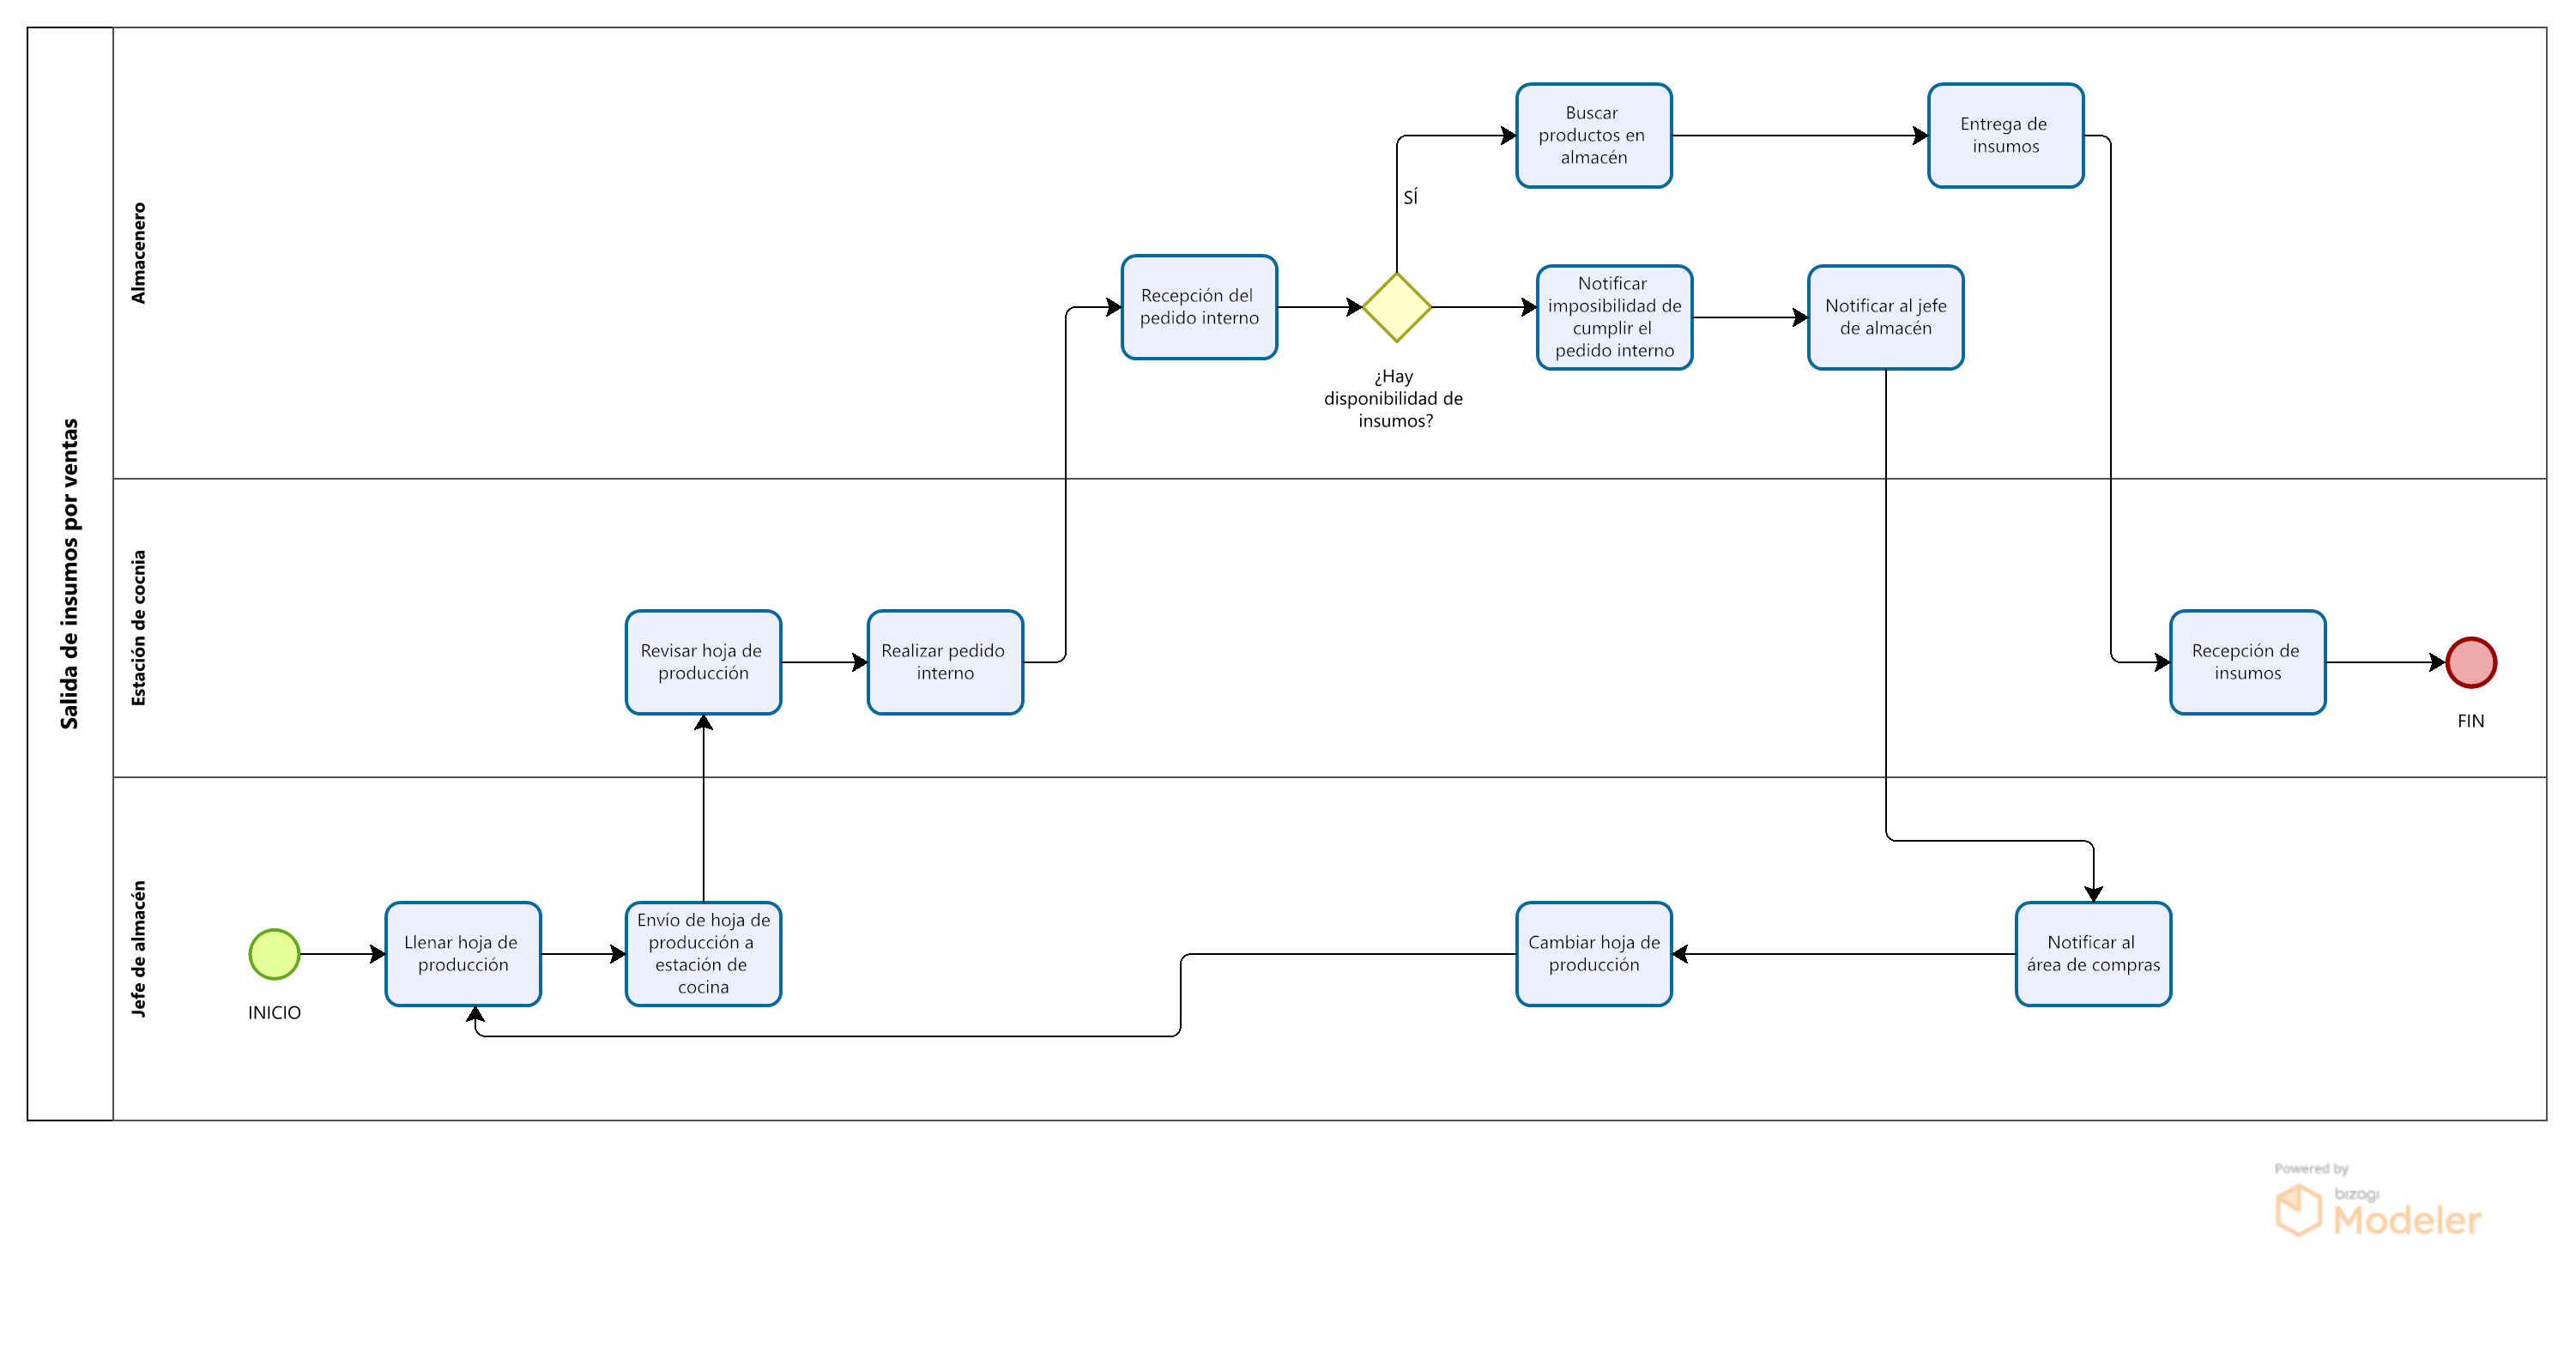 Salida de insumos por ventas
Almacenero
Buscar
productos en
almacén
Entrega de
insumos
SÍ
Recepción del
pedido interno
¿Hay
disponibilidad de
insumos?
Notificar
imposibilidad de
cumplir el
pedido interno
Notificar al jefe
de almacén
Estación de cocnia
Revisar hoja de
producción
Realizar pedido
interno
Recepción de
insumos
FIN
Jefe de almacén
INICIO
Llenar hoja de
producción
Envío de hoja de
producción a
estación de
cocina
Cambiar hoja de
producción
Notificar al
área de compras
Powered by
bizagi
Modeler